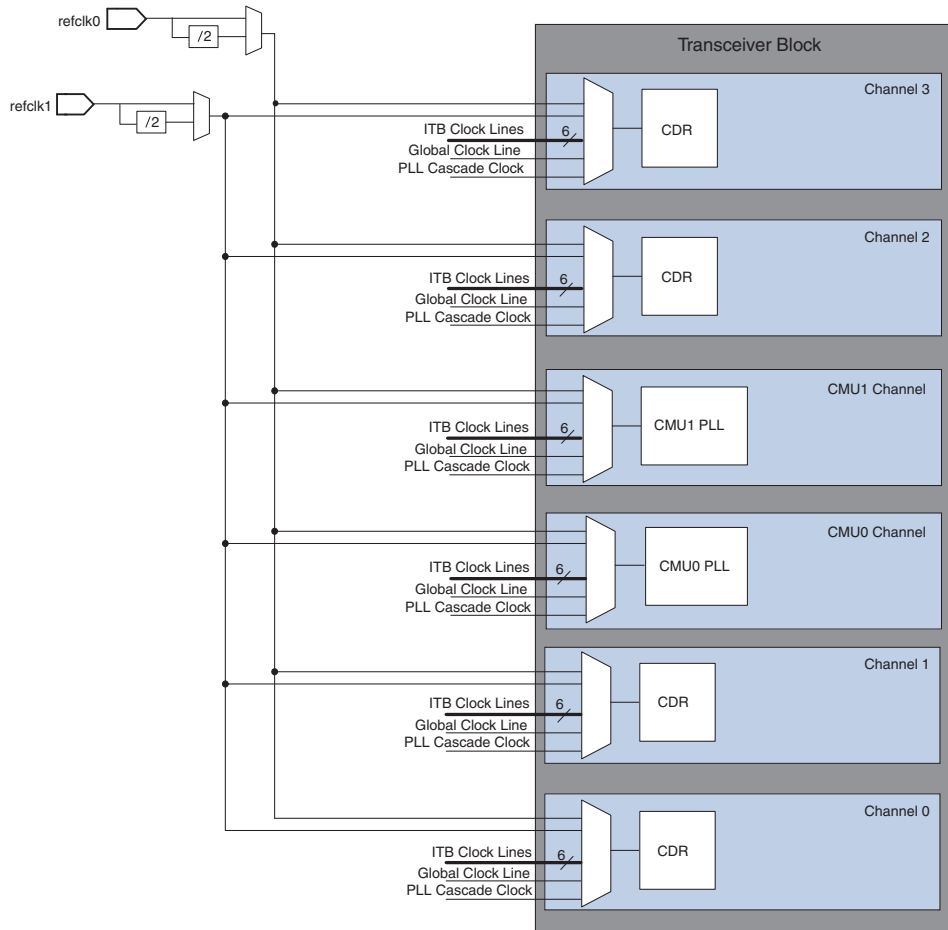 refclk0
/2
Transceiver Block
refclk1
/2
Channel 3
ITB Clock Lines
6
CDR
Global Clock Line
PLL Cascade Clock
Channel 2
ITB Clock Lines
6
CDR
Global Clock Line
PLL Cascade Clock
CMU1 Channel
ITB Clock Lines
6
CMU1 PLL
Global Clock Line
PLL Cascade Clock
CMU0 Channel
ITB Clock Lines
6
CMU0 PLL
Global Clock Line
PLL Cascade Clock
Channel 1
ITB Clock Lines
6
CDR
Global Clock Line
PLL Cascade Clock
Channel 0
ITB Clock Lines
6
CDR
Global Clock Line
PLL Cascade Clock